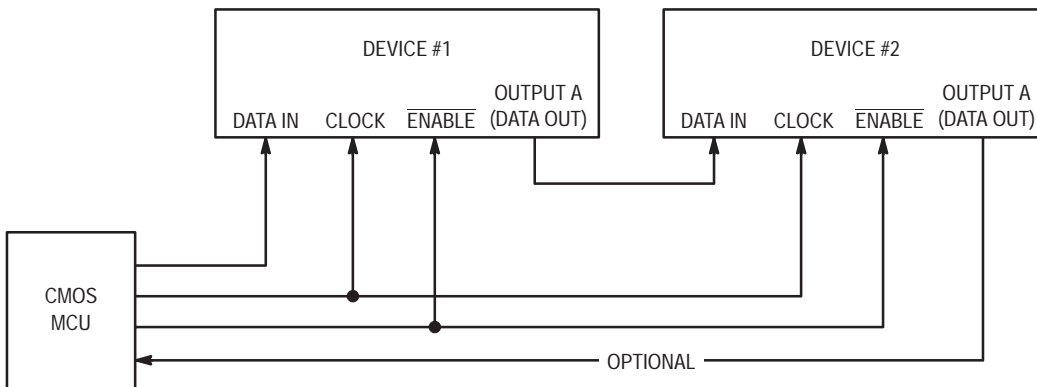 DEVICE #1
DATA IN CLOCK ENABLE OUTPUT A
(DATA OUT)
DEVICE #2
DATA IN CLOCK ENABLE OUTPUT A
(DATA OUT)
CMOS
MCU
OPTIONAL